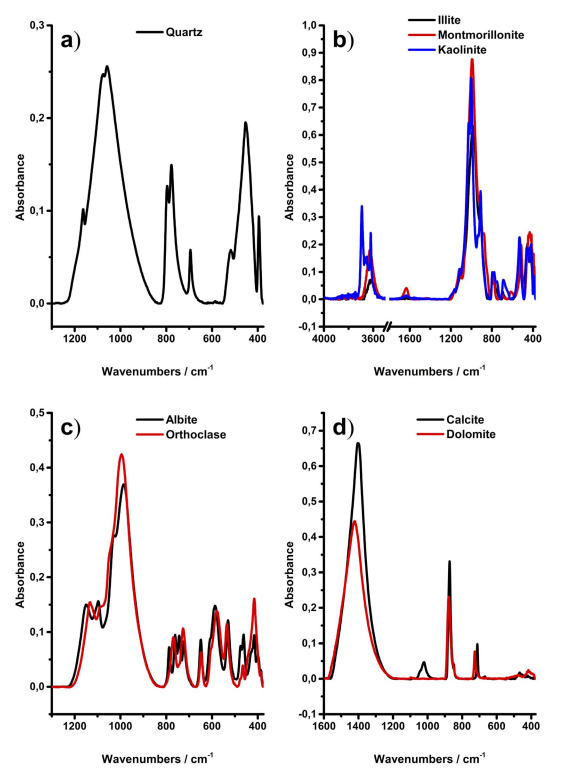 a)
Quartz
0,3
0,2
0,1
0,0
Absorbance
1200 1000 800 600 400
Wavenumbers / cm⁻¹
b)
Illite
Montmorillonite
Kaolinite
1,0
0,9
0,8
0,7
0,6
0,5
0,4
0,3
0,2
0,1
0,0
-0,1
Absorbance
4000 3600 1600 1200 800 400
Wavenumbers / cm⁻¹
c)
Albite
Orthoclase
0,5
0,4
0,3
0,2
0,1
0,0
Absorbance
1200 1000 800 600 400
Wavenumbers / cm⁻¹
d)
Calcite
Dolomite
0,7
0,6
0,5
0,4
0,3
0,2
0,1
0,0
-0,1
Absorbance
1600 1400 1200 1000 800 600 400
Wavenumbers / cm⁻¹